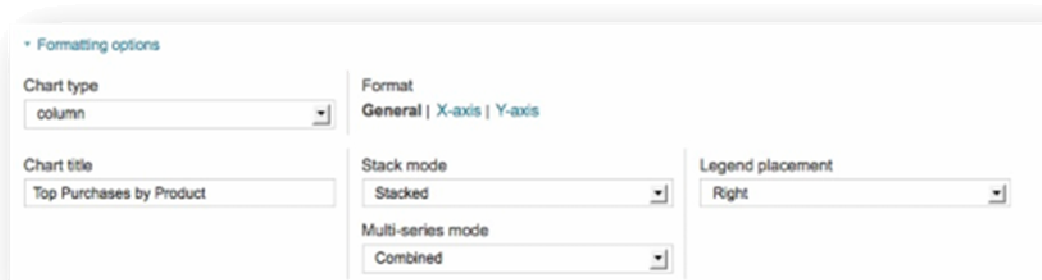 Formatting options
Chart type
Format
column
General | X-axis | Y-axis
Chart title
Stack mode
Legend placement
Top Purchases by Product
Stacked
Right
Multi-series mode
Combined